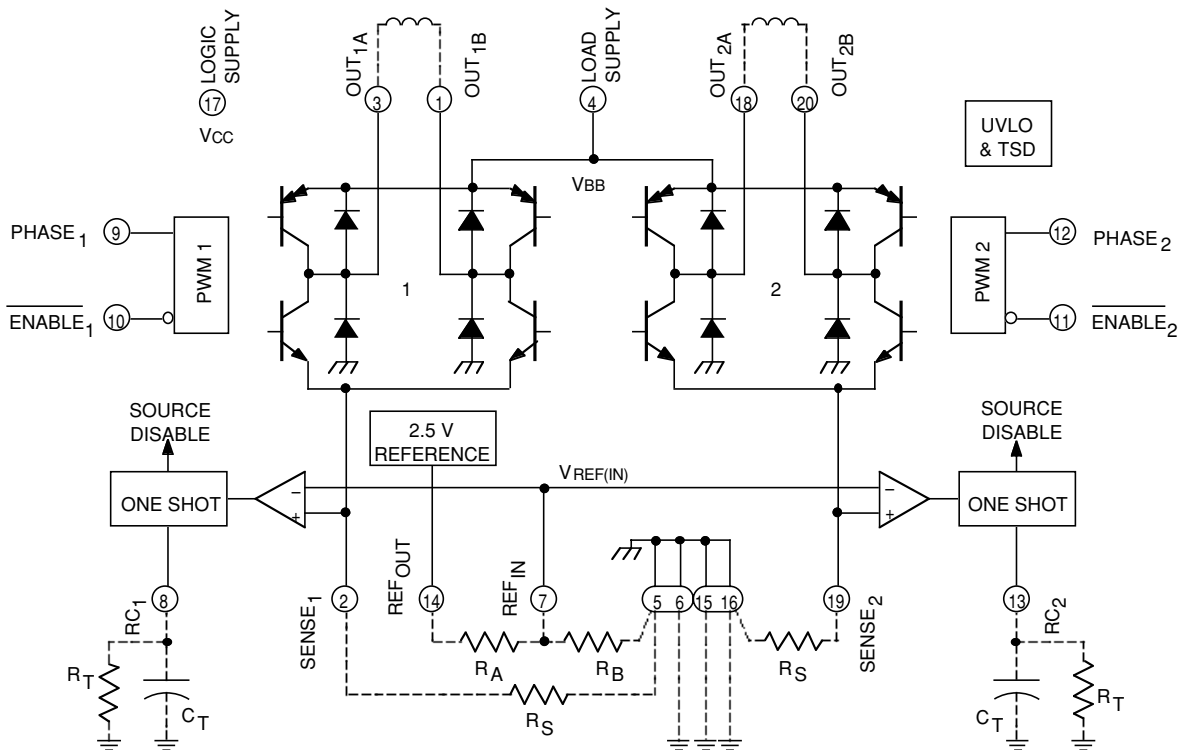 LOGIC SUPPLY
17
VCC
OUT1A
3
OUT1B
1
LOAD SUPPLY
4
OUT2A
18
OUT2B
20
UVLO
& TSD
VBB
PHASE1
9
PWM 1
ENABLE1
10
1
2
PWM 2
12
PHASE2
11
ENABLE2
SOURCE
DISABLE
ONE SHOT
–
+
2.5 V
REFERENCE
VREF(IN)
–
+
SOURCE
DISABLE
ONE SHOT
RC1
8
SENSE1
2
REFOUT
14
REFIN
7
5
6
15
16
19
SENSE2
13
RC2
RT
CT
RA
RB
RS
RS
CT
RT